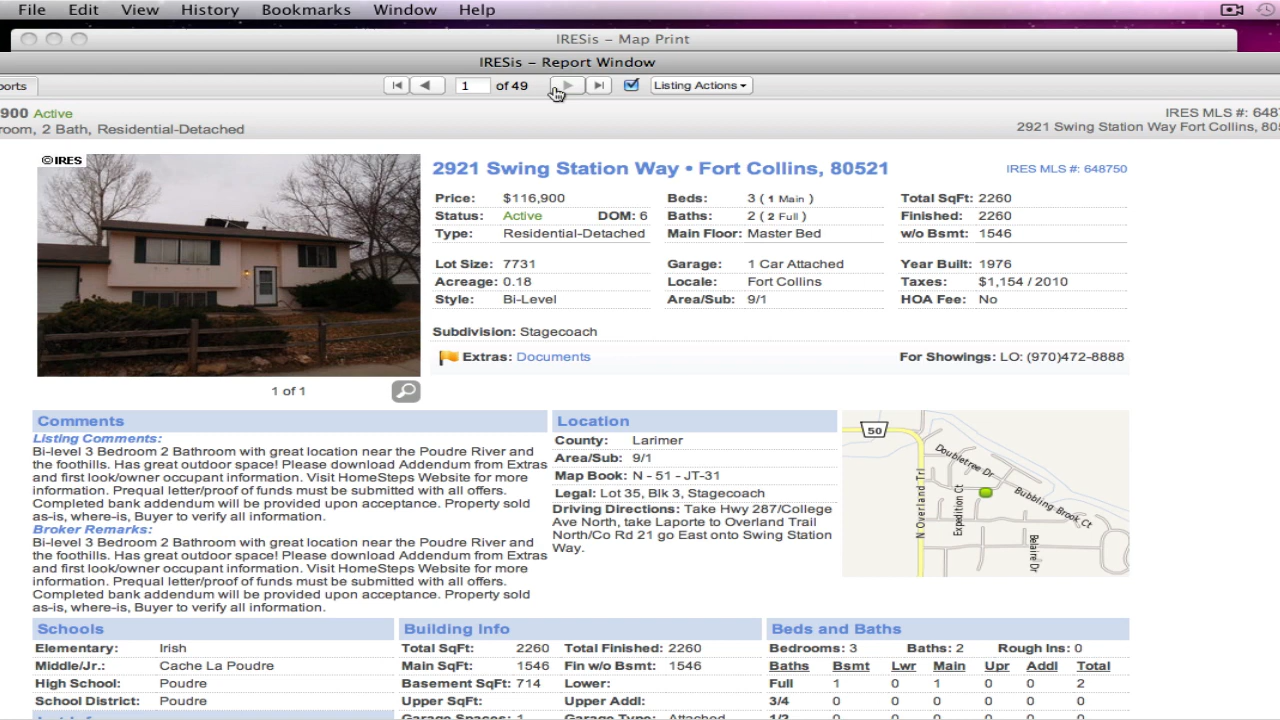 File Edit View History Bookmarks Window Help
IRESis – Map Print
IRESis – Report Window
ports 1 of 49 Listing Actions
900 Active IRES MLS #: 648
room, 2 Bath, Residential-Detached 2921 Swing Station Way Fort Collins, 805
©IRES
2921 Swing Station Way • Fort Collins, 80521 IRES MLS #: 648750
Price: $116,900 Beds: 3 ( 1 Main ) Total SqFt: 2260
Status: Active DOM: 6 Baths: 2 ( 2 Full ) Finished: 2260
Type: Residential-Detached Main Floor: Master Bed w/o Bsmt: 1546
Lot Size: 7731 Garage: 1 Car Attached Year Built: 1976
Acreage: 0.18 Locale: Fort Collins Taxes: $1,154 / 2010
Style: Bi-Level Area/Sub: 9/1 HOA Fee: No
Subdivision: Stagecoach
Extras: Documents For Showings: LO: (970)472-8888
1 of 1
Comments
Listing Comments:
Bi-level 3 Bedroom 2 Bathroom with great location near the Poudre River and
the foothills. Has great outdoor space! Please download Addendum from Extras
and first look/owner occupant information. Visit HomeSteps Website for more
information. Prequal letter/proof of funds must be submitted with all offers.
Completed bank addendum will be provided upon acceptance. Property sold
as-is, where-is, Buyer to verify all information.
Broker Remarks:
Bi-level 3 Bedroom 2 Bathroom with great location near the Poudre River and
the foothills. Has great outdoor space! Please download Addendum from Extras
and first look/owner occupant information. Visit HomeSteps Website for more
information. Prequal letter/proof of funds must be submitted with all offers.
Completed bank addendum will be provided upon acceptance. Property sold
as-is, where-is, Buyer to verify all information.
Location
County: Larimer
Area/Sub: 9/1
Map Book: N - 51 - JT-31
Legal: Lot 35, Blk 3, Stagecoach
Driving Directions: Take Hwy 287/College
Ave North, take Laporte to Overland Trail
North/Co Rd 21 go East onto Swing Station
Way.
50
Doubletree Dr
Bubbling Brook Ct
N Overland Trl
Expedition Ct
Belaire Dr
Schools
Elementary: Irish
Middle/Jr.: Cache La Poudre
High School: Poudre
School District: Poudre
Building Info
Total SqFt: 2260 Total Finished: 2260
Main SqFt: 1546 Fin w/o Bsmt: 1546
Basement SqFt: 714 Lower:
Upper SqFt: Upper Addl:
Garage Spaces: 1 Garage Type: Attached
Beds and Baths
Bedrooms: 3 Baths: 2 Rough Ins: 0
Baths Bsmt Lwr Main Upr Addl Total
Full 1 0 1 0 0 2
3/4 0 0 0 0 0 0